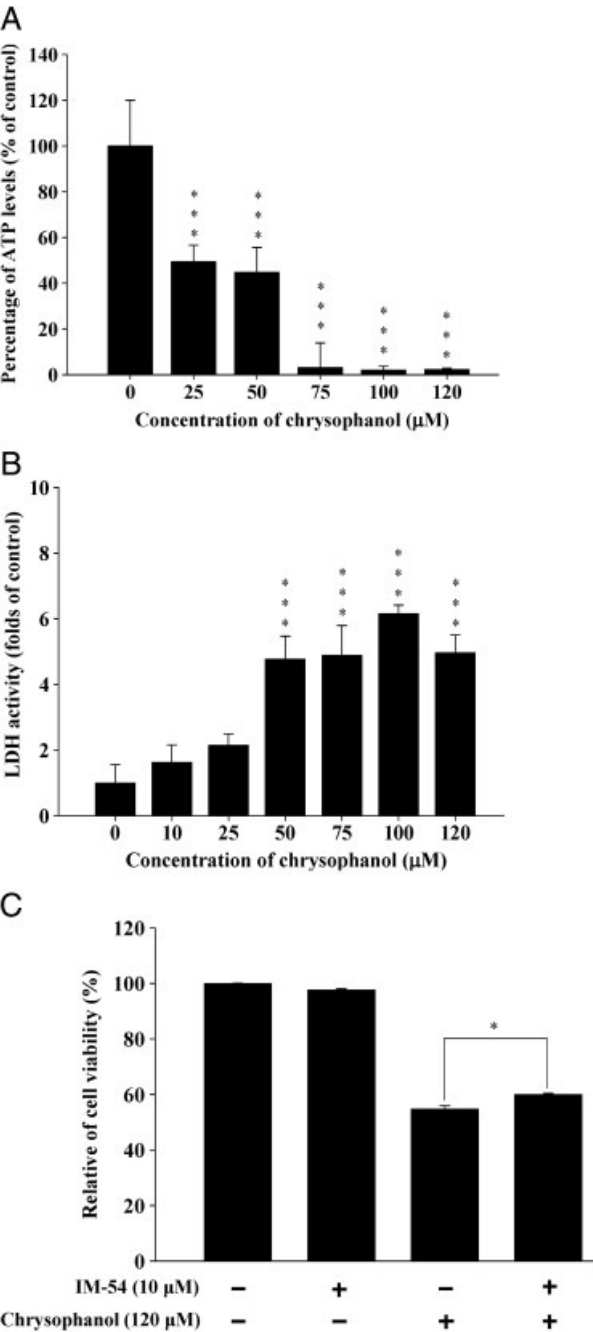 A
Percentage of ATP levels (% of control)
140
120
100
80
60
40
20
0
* * *
* * *
* * *
* * *
* * *
0 25 50 75 100 120
Concentration of chrysophanol (μM)
B
LDH activity (folds of control)
10
8
6
4
2
0
* * *
* * *
* * *
* * *
0 10 25 50 75 100 120
Concentration of chrysophanol (μM)
C
Relative of cell viability (%)
120
100
80
60
40
20
0
*
IM-54 (10 μM) − + − +
Chrysophanol (120 μM) − − + +